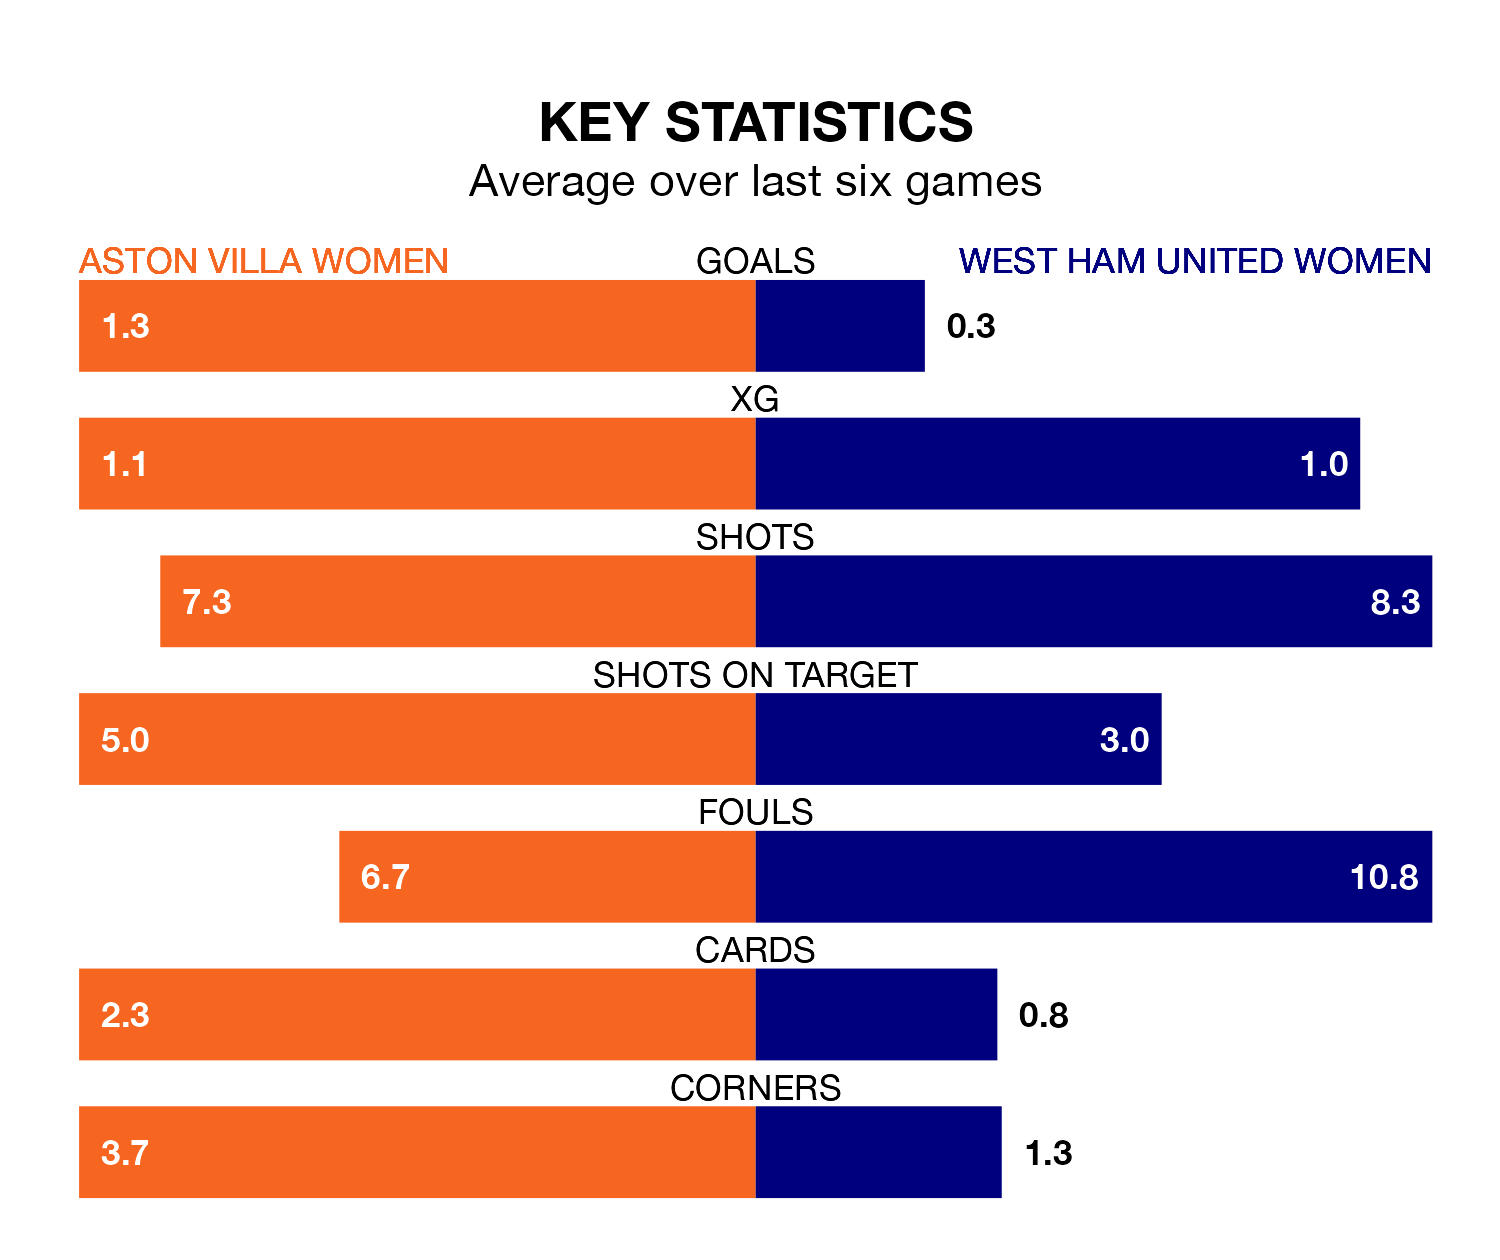 KEY STATISTICS
Average over last six games
ASTON VILLA WOMEN GOALS WEST HAM UNITED WOMEN
1.3 0.3
XG
1.1 1.0
SHOTS
7.3 8.3
SHOTS ON TARGET
5.0 3.0
FOULS
6.7 10.8
CARDS
2.3 0.8
CORNERS
3.7 1.3